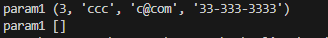 param1 (3, 'ccc', 'c@com', '33-333-3333')
param1 []